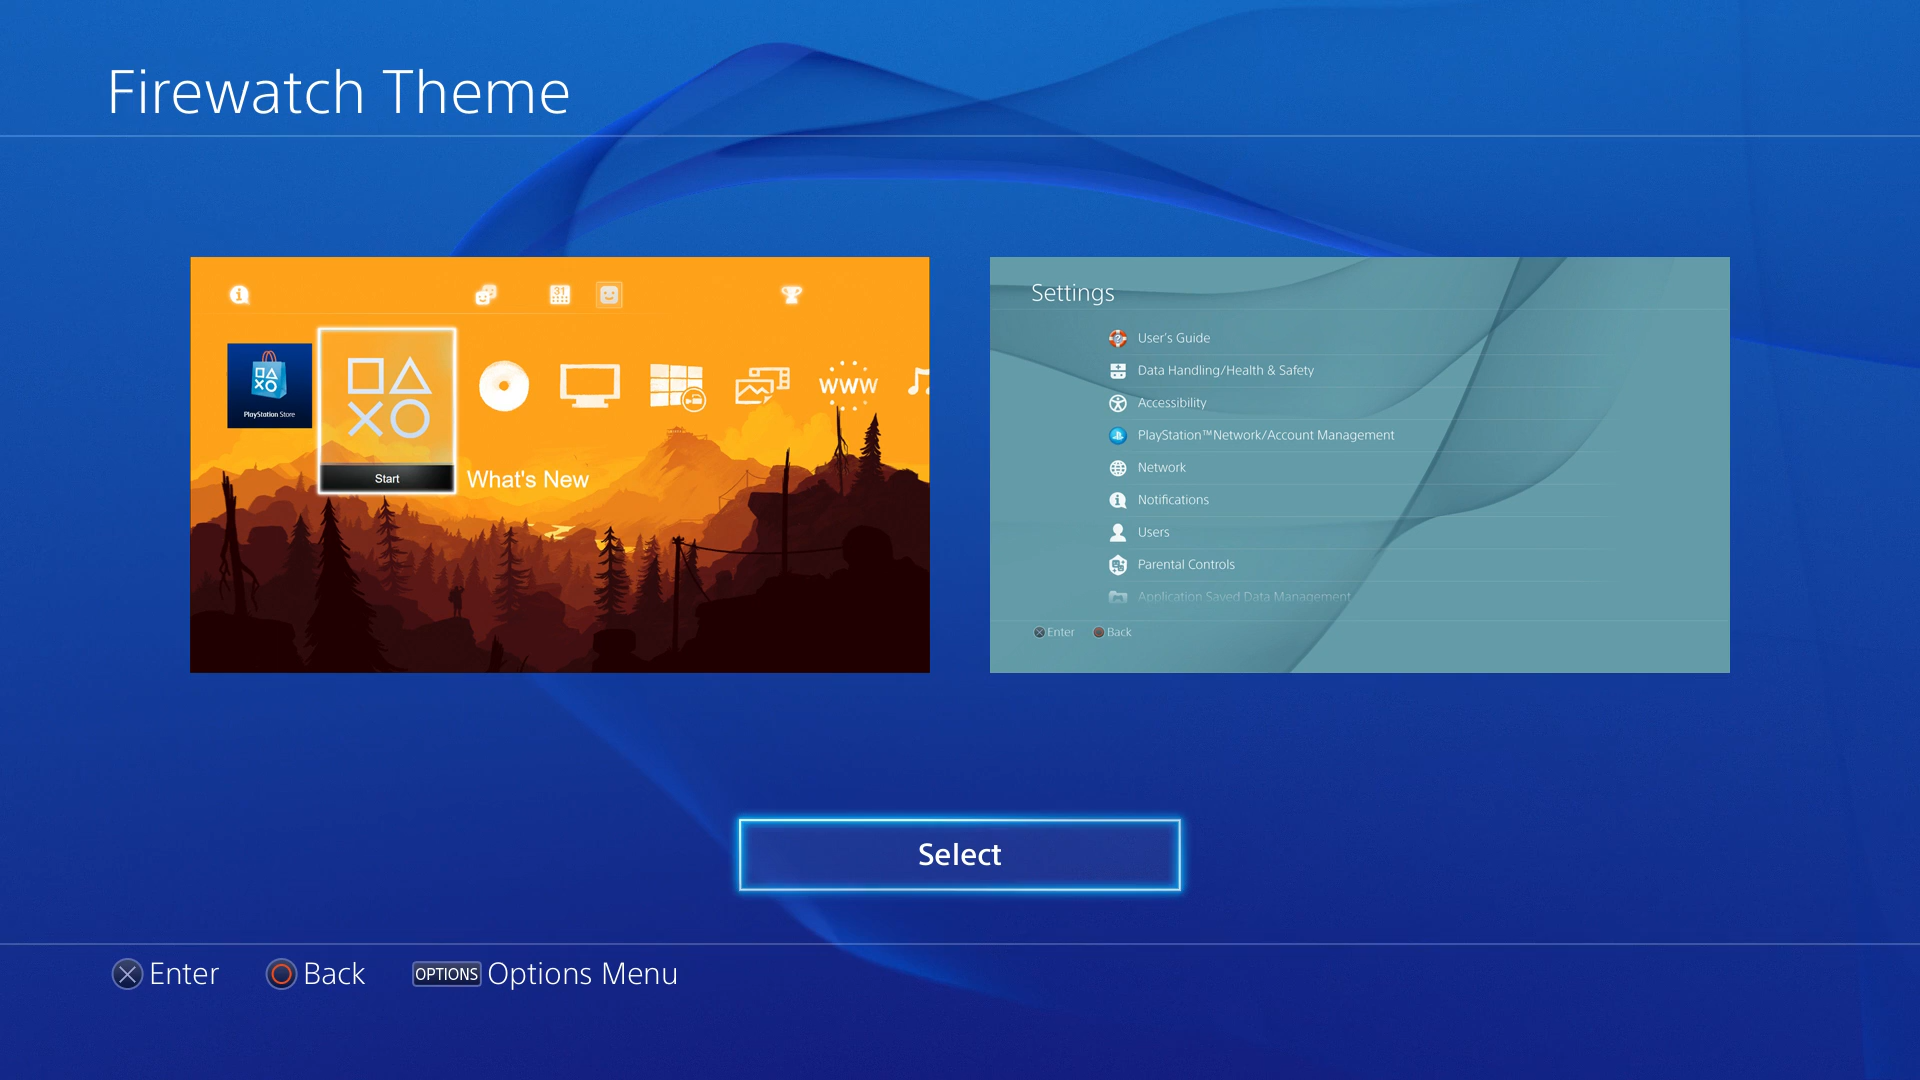 Firewatch Theme
31
PlayStation Store
WWW
Start
What's New
Settings
User's Guide
Data Handling/Health & Safety
Accessibility
PlayStation™Network/Account Management
Network
Notifications
Users
Parental Controls
Application Saved Data Management
Enter Back
Select
Enter Back OPTIONS Options Menu